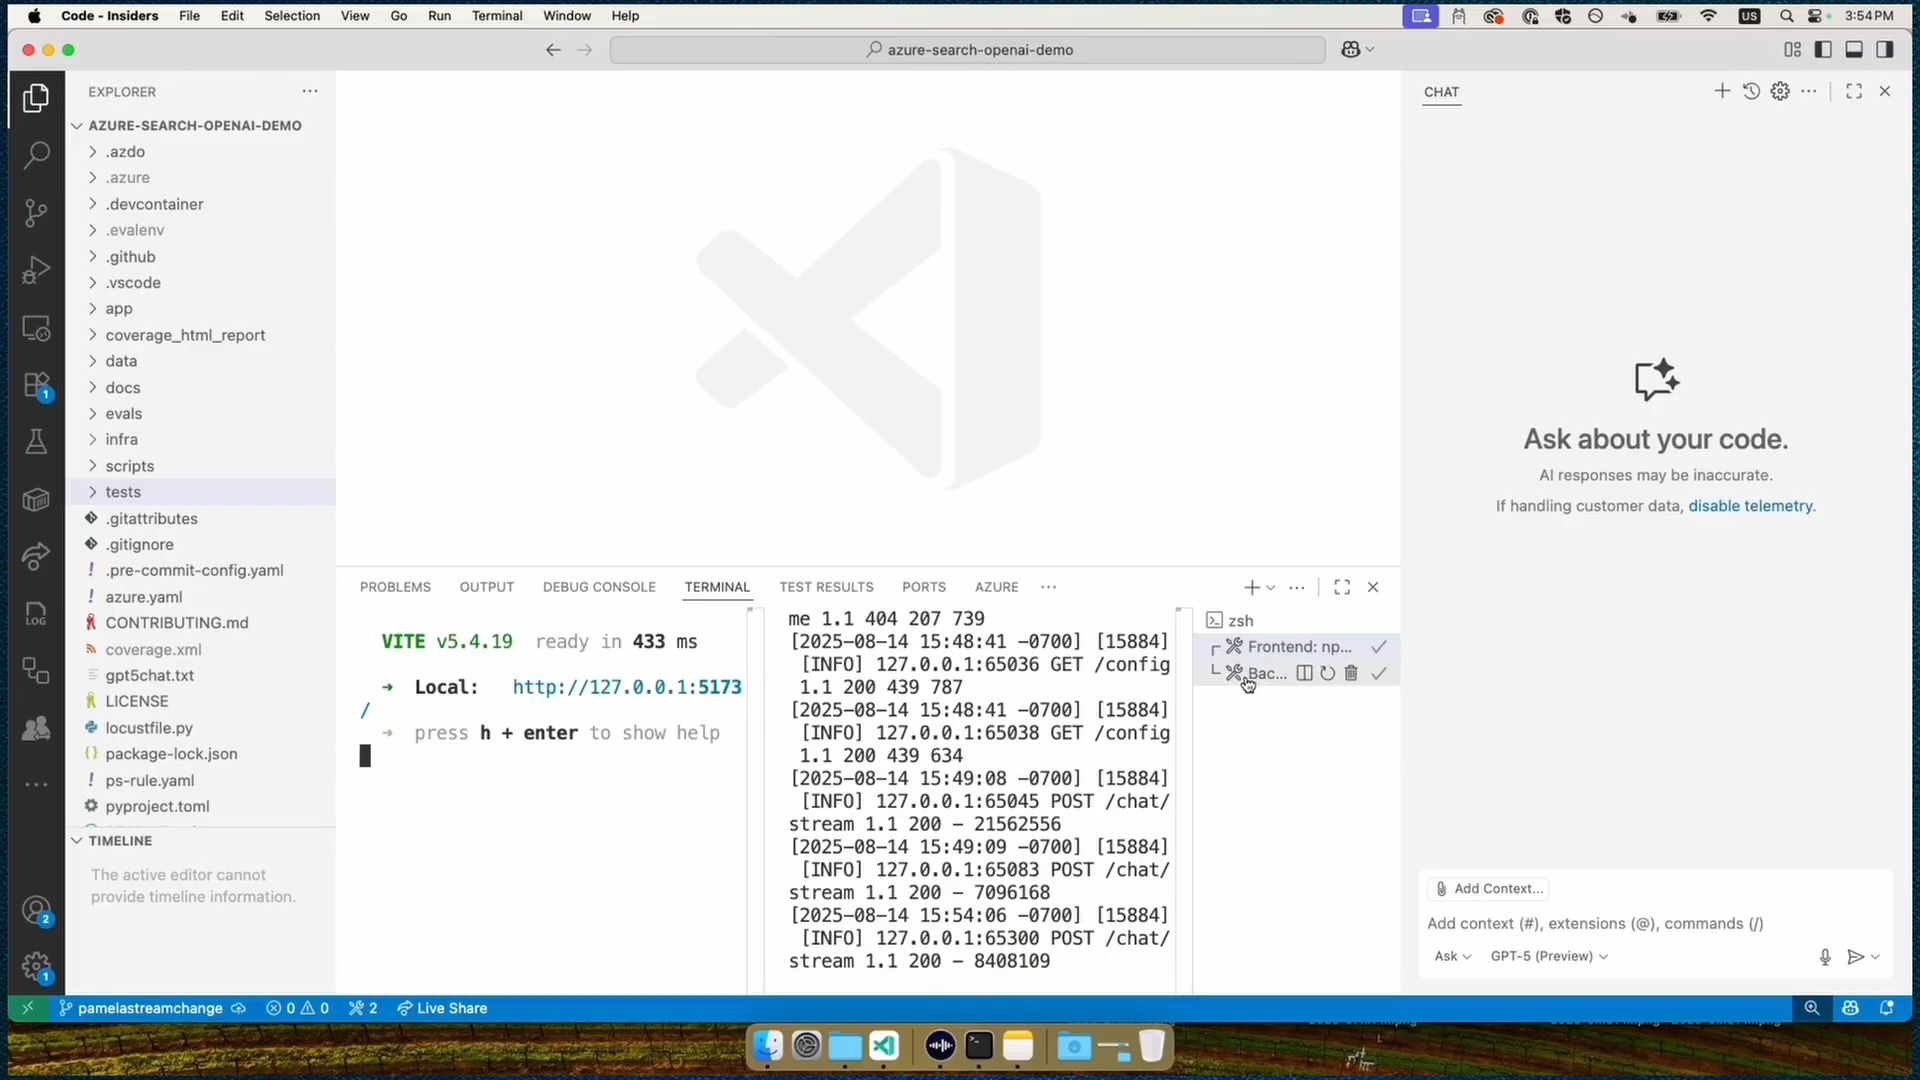 Code - Insiders File Edit Selection View Go Run Terminal Window Help
US 3:54 PM
azure-search-openai-demo
EXPLORER
AZURE-SEARCH-OPENAI-DEMO
.azdo
.azure
.devcontainer
.evalenv
.github
.vscode
app
coverage_html_report
data
docs
evals
infra
scripts
tests
.gitattributes
.gitignore
.pre-commit-config.yaml
azure.yaml
CONTRIBUTING.md
coverage.xml
gpt5chat.txt
LICENSE
locustfile.py
package-lock.json
ps-rule.yaml
pyproject.toml
TIMELINE
The active editor cannot
provide timeline information.
1
LOG
2
1
PROBLEMS OUTPUT DEBUG CONSOLE TERMINAL TEST RESULTS PORTS AZURE
VITE v5.4.19 ready in 433 ms
➜ Local: http://127.0.0.1:5173
/
➜ press h + enter to show help
me 1.1 404 207 739
[2025-08-14 15:48:41 -0700] [15884]
[INFO] 127.0.0.1:65036 GET /config
1.1 200 439 787
[2025-08-14 15:48:41 -0700] [15884]
[INFO] 127.0.0.1:65038 GET /config
1.1 200 439 634
[2025-08-14 15:49:08 -0700] [15884]
[INFO] 127.0.0.1:65045 POST /chat/
stream 1.1 200 - 21562556
[2025-08-14 15:49:09 -0700] [15884]
[INFO] 127.0.0.1:65083 POST /chat/
stream 1.1 200 - 7096168
[2025-08-14 15:54:06 -0700] [15884]
[INFO] 127.0.0.1:65300 POST /chat/
stream 1.1 200 - 8408109
zsh
Frontend: np...
Bac...
CHAT
Ask about your code.
AI responses may be inaccurate.
If handling customer data, disable telemetry.
Add Context...
Add context (#), extensions (@), commands (/)
Ask GPT-5 (Preview)
pamelastreamchange 0 0 2 Live Share